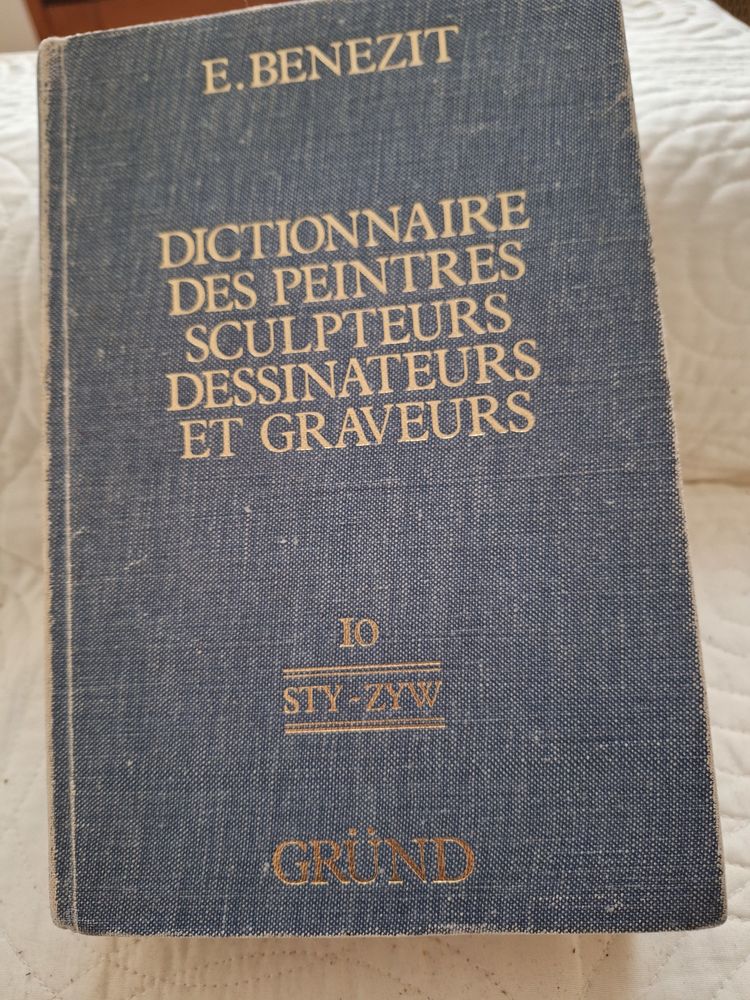 E. BENEZIT
DICTIONNAIRE
DES PEINTRES
SCULPTEURS
DESSINATEURS
ET GRAVEURS
10
STY-ZYW
GRÜND